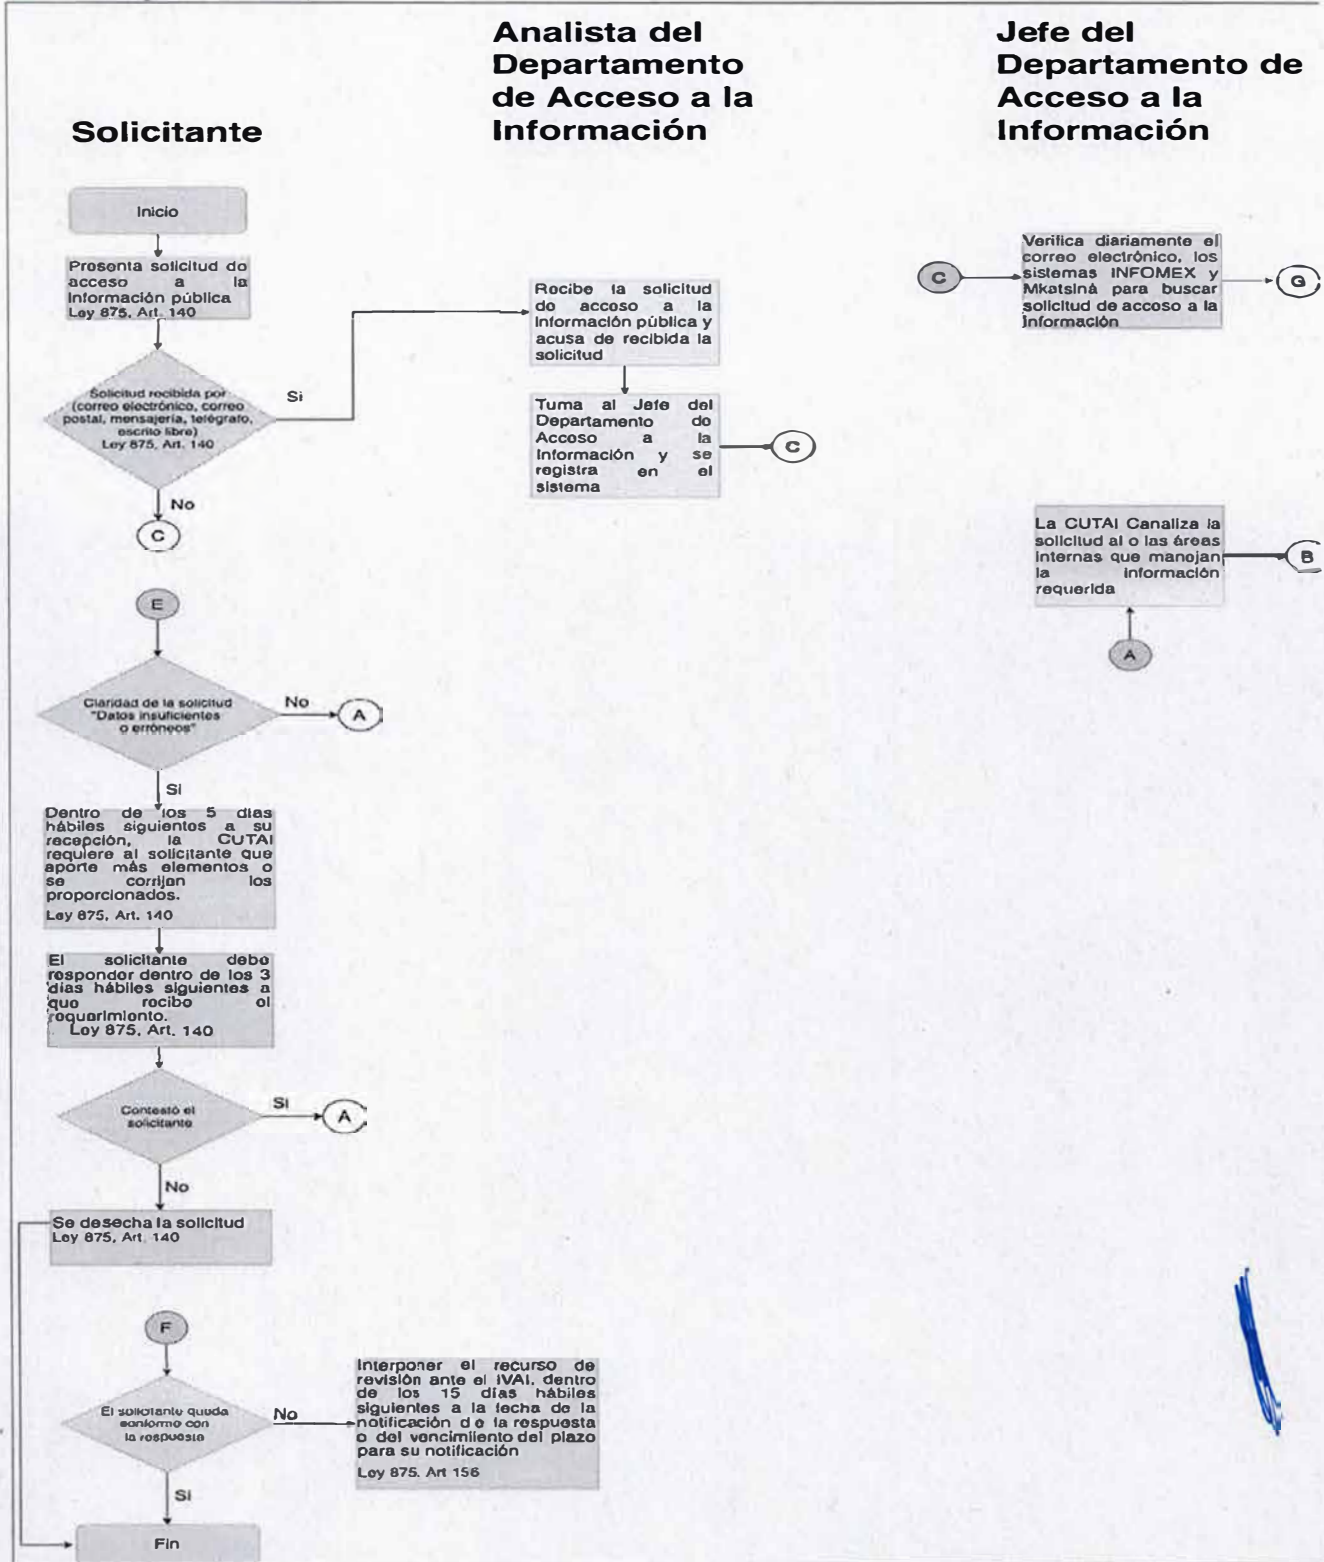 Solicitante
Analista del
Departamento
de Acceso a la
Información
Jefe del
Departamento de
Acceso a la
Información
Inicio
Presenta solicitud de
acceso a la
Información pública
Ley 875, Art. 140
Solicitud recibida por
(correo electrónico, correo
postal, mensajería, telégrafo,
escrito libre)
Ley 875, Art. 140
Si
No
C
Recibe la solicitud
de acceso a la
información pública y
acusa de recibida la
solicitud
Turna al Jefe del
Departamento de
Acceso a la
Información y se
registra en el
sistema
C
C
Verifica diariamente el
correo electrónico, los
sistemas INFOMEX y
Mkatsiná para buscar
solicitud de acceso a la
Información
G
La CUTAI Canaliza la
solicitud al o las áreas
internas que manejan
la información
requerida
B
A
E
Claridad de la solicitud
"Datos insuficientes
o erróneos"
No
A
Si
Dentro de los 5 días
hábiles siguientes a su
recepción, la CUTAI
requiere al solicitante que
aporte más elementos o
se corrijan los
proporcionados.
Ley 875, Art. 140
El solicitante debe
responder dentro de los 3
días hábiles siguientes a
que recibe el
requerimiento.
Ley 875, Art. 140
Contestó el
solicitante
Si
A
No
Se desecha la solicitud
Ley 875, Art. 140
F
El solicitante queda
conforme con
la respuesta
No
Interponer el recurso de
revisión ante el IVAI, dentro
de los 15 días hábiles
siguientes a la fecha de la
notificación de la respuesta
o del vencimiento del plazo
para su notificación
Ley 875. Art 156
Si
Fin